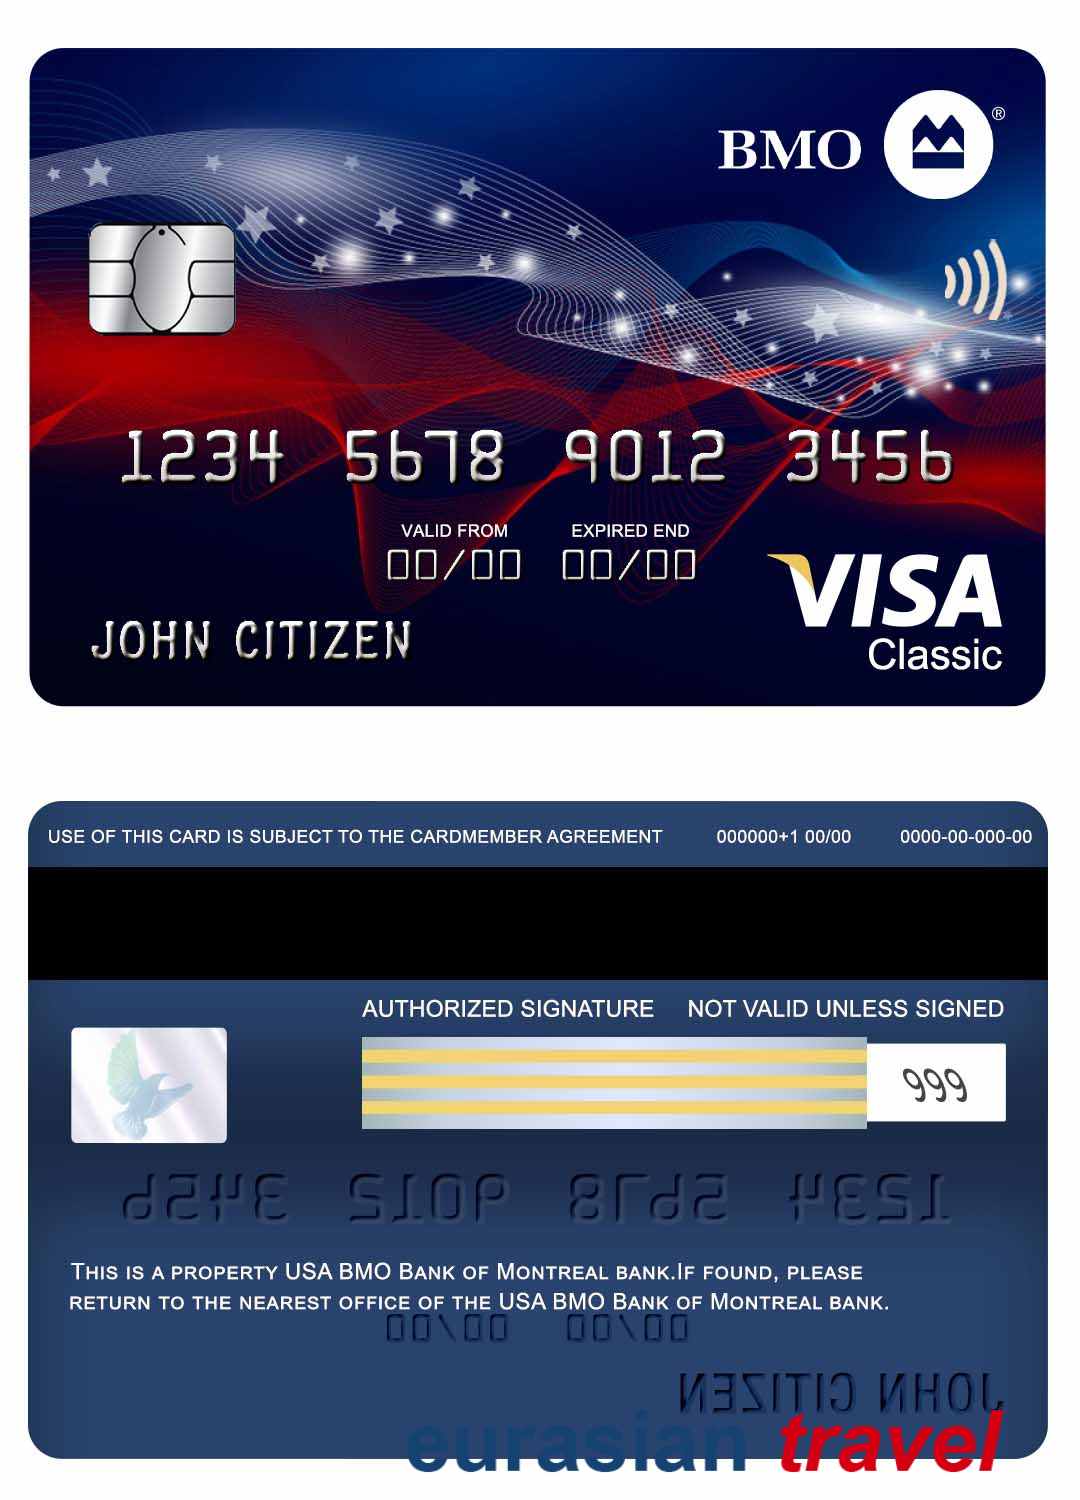 BMO ®
1234 5678 9012 3456
VALID FROM EXPIRED END
00/00 00/00
VISA
JOHN CITIZEN
Classic
USE OF THIS CARD IS SUBJECT TO THE CARDMEMBER AGREEMENT 000000+1 00/00 0000-00-000-00
AUTHORIZED SIGNATURE NOT VALID UNLESS SIGNED
999
1234 5678 9012 3456
THIS IS A PROPERTY USA BMO BANK OF MONTREAL BANK.IF FOUND, PLEASE
RETURN TO THE NEAREST OFFICE OF THE USA BMO BANK OF MONTREAL BANK.
00/00 00/00
JOHN CITIZEN
eurasian travel